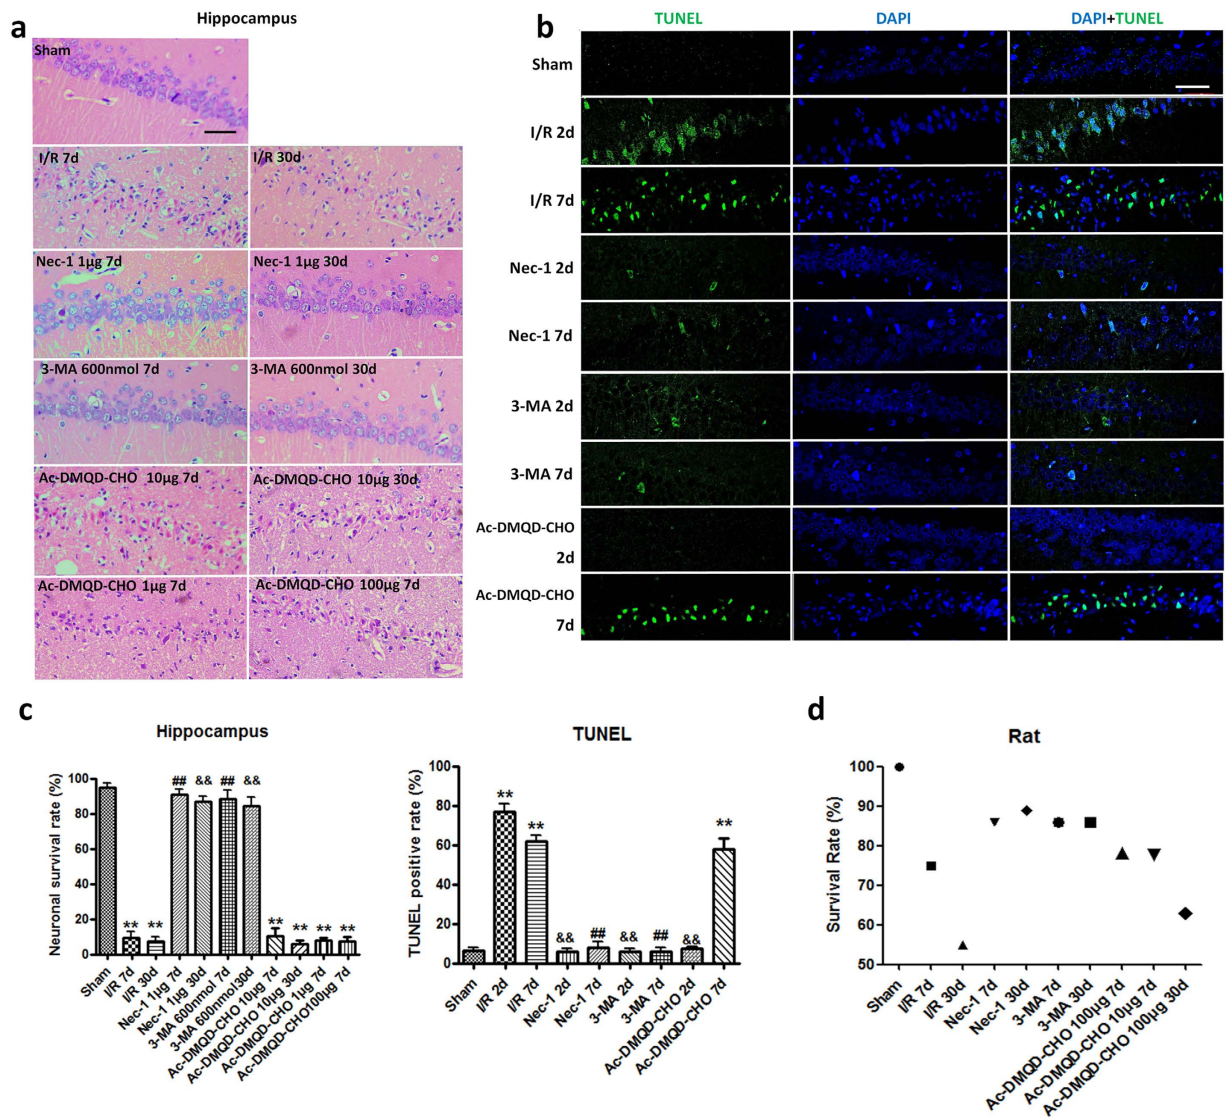 a
Hippocampus
Sham
I/R 7d
I/R 30d
Nec-1 1μg 7d
Nec-1 1μg 30d
3-MA 600nmol 7d
3-MA 600nmol 30d
Ac-DMQD-CHO 10μg 7d
Ac-DMQD-CHO 10μg 30d
Ac-DMQD-CHO 1μg 7d
Ac-DMQD-CHO 100μg 7d
b
TUNEL
DAPI
DAPI+TUNEL
Sham
I/R 2d
I/R 7d
Nec-1 2d
Nec-1 7d
3-MA 2d
3-MA 7d
Ac-DMQD-CHO
2d
Ac-DMQD-CHO
7d
c
Hippocampus
Neuronal survival rate (%)
100
80
60
40
20
0
**
**
##
&&
##
&&
**
**
**
**
Sham
I/R 7d
I/R 30d
Nec-1 1μg 7d
Nec-1 1μg 30d
3-MA 600nmol 7d
3-MA 600nmol 30d
Ac-DMQD-CHO 10μg 7d
Ac-DMQD-CHO 10μg 30d
Ac-DMQD-CHO 1μg 7d
Ac-DMQD-CHO100μg 7d
TUNEL
TUNEL positive rate (%)
100
80
60
40
20
0
**
**
&&
##
&&
##
&&
**
Sham
I/R 2d
I/R 7d
Nec-1 2d
Nec-1 7d
3-MA 2d
3-MA 7d
Ac-DMQD-CHO 2d
Ac-DMQD-CHO 7d
d
Rat
Survival Rate (%)
100
90
80
70
60
50
Sham
I/R 7d
I/R 30d
Nec-1 7d
Nec-1 30d
3-MA 7d
3-MA 30d
Ac-DMQD-CHO 100μg 7d
Ac-DMQD-CHO 10μg 7d
Ac-DMQD-CHO 100μg 30d